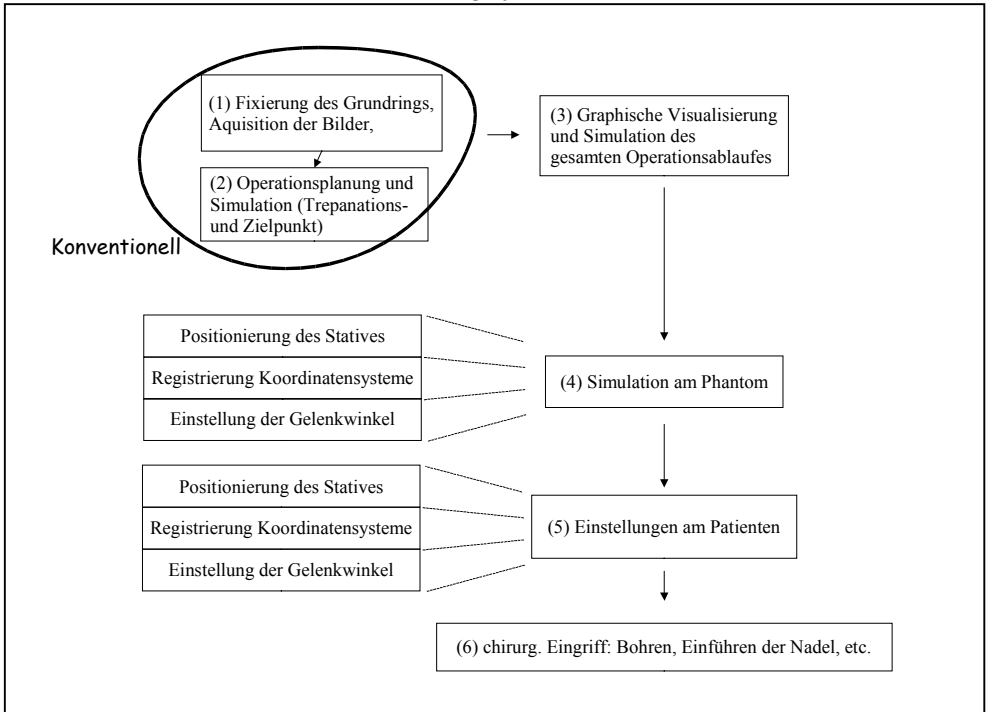 (1) Fixierung des Grundrings,
Aquisition der Bilder,
(2) Operationsplanung und
Simulation (Trepanations-
und Zielpunkt)
Konventionell
(3) Graphische Visualisierung
und Simulation des
gesamten Operationsablaufes
Positionierung des Statives
Registrierung Koordinatensysteme
Einstellung der Gelenkwinkel
(4) Simulation am Phantom
Positionierung des Statives
Registrierung Koordinatensysteme
Einstellung der Gelenkwinkel
(5) Einstellungen am Patienten
(6) chirurg. Eingriff: Bohren, Einführen der Nadel, etc.